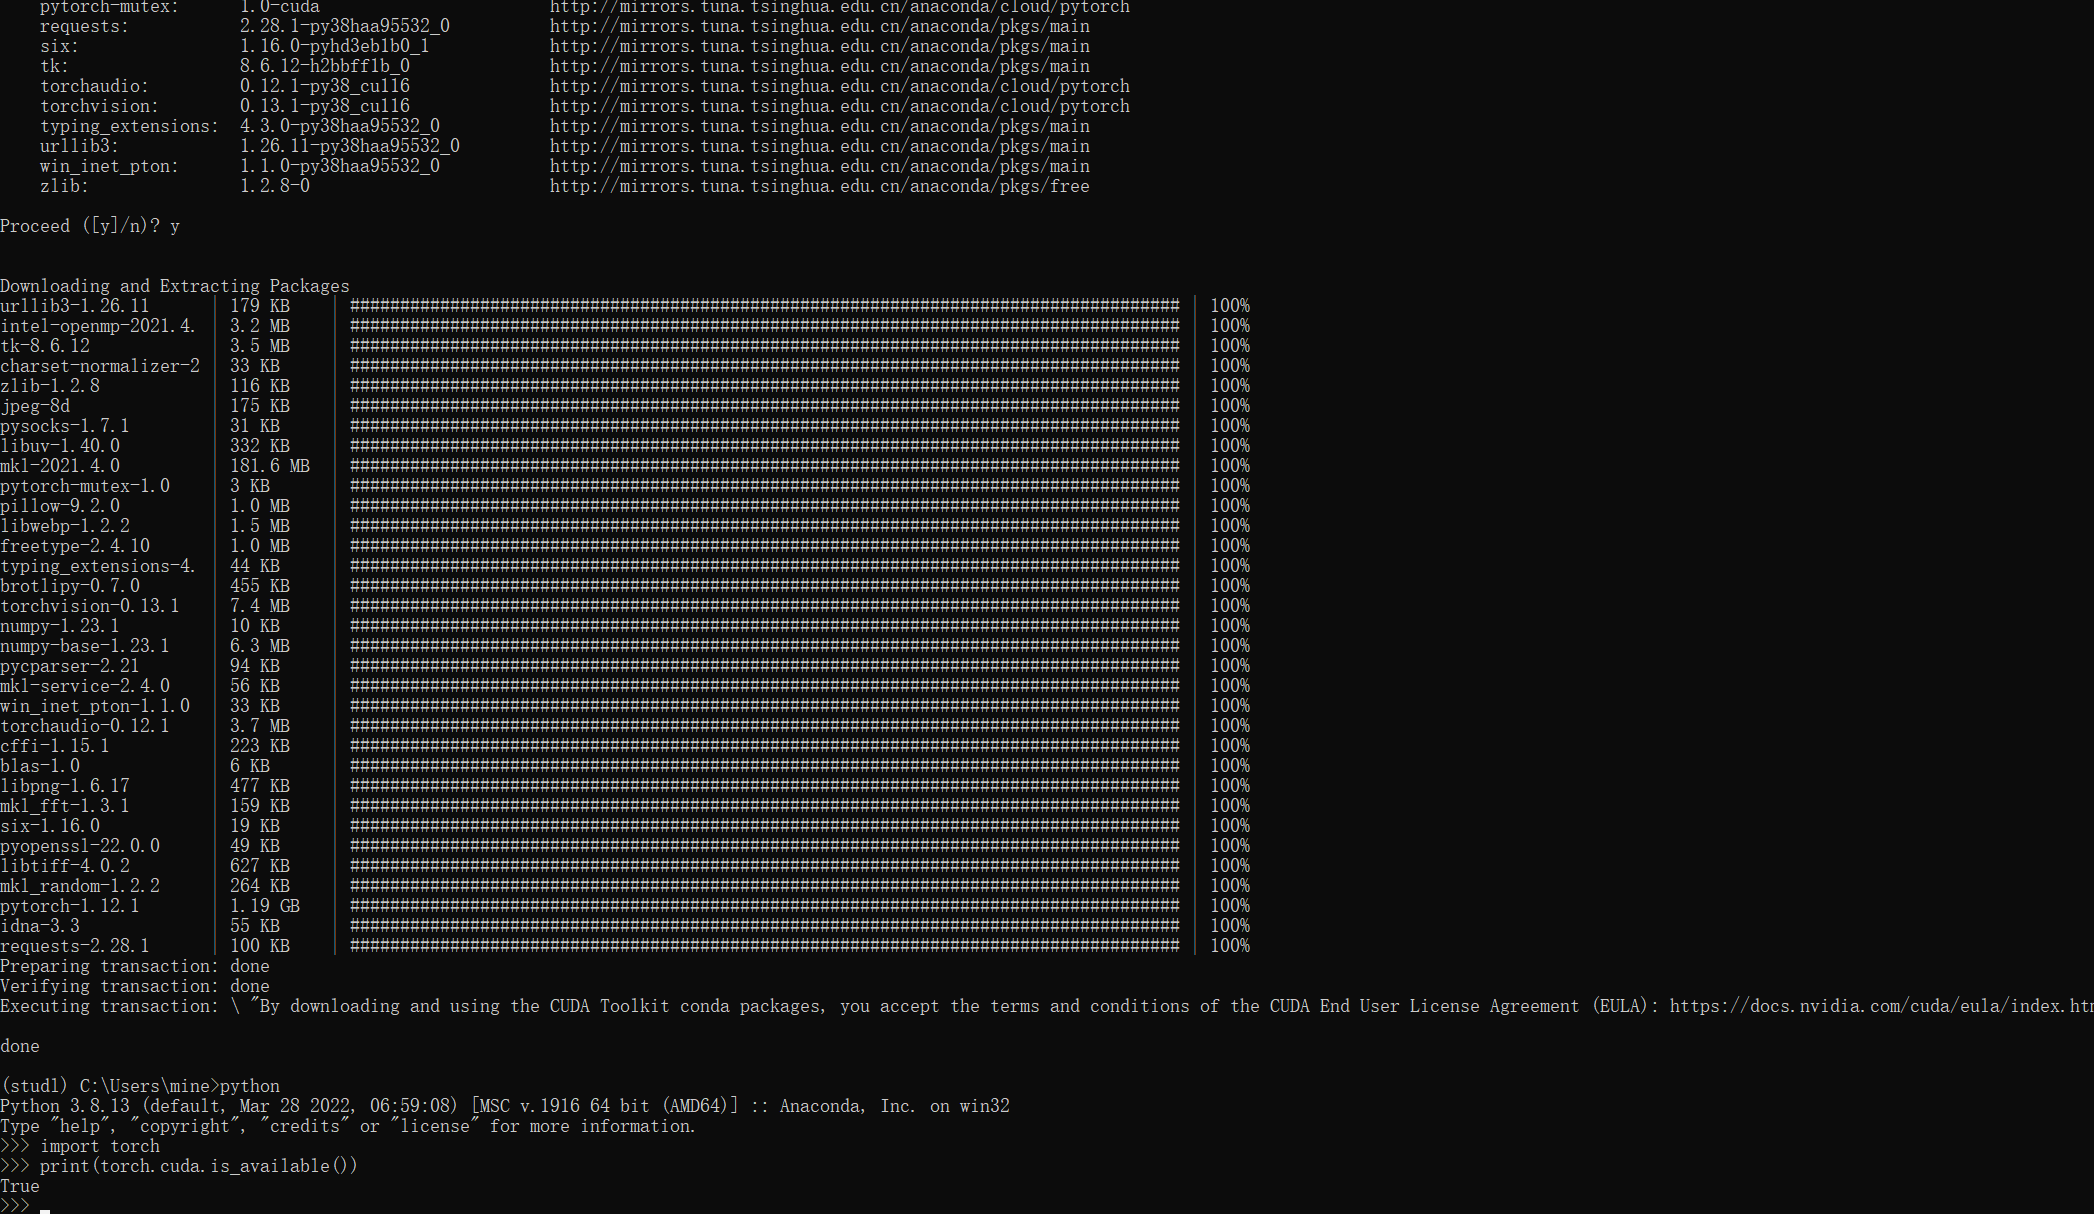 pytorch-mutex: 1.0-cuda http://mirrors.tuna.tsinghua.edu.cn/anaconda/cloud/pytorch
requests: 2.28.1-py38haa95532_0 http://mirrors.tuna.tsinghua.edu.cn/anaconda/pkgs/main
six: 1.16.0-pyhd3eb1b0_1 http://mirrors.tuna.tsinghua.edu.cn/anaconda/pkgs/main
tk: 8.6.12-h2bbff1b_0 http://mirrors.tuna.tsinghua.edu.cn/anaconda/pkgs/main
torchaudio: 0.12.1-py38_cu116 http://mirrors.tuna.tsinghua.edu.cn/anaconda/cloud/pytorch
torchvision: 0.13.1-py38_cu116 http://mirrors.tuna.tsinghua.edu.cn/anaconda/cloud/pytorch
typing_extensions: 4.3.0-py38haa95532_0 http://mirrors.tuna.tsinghua.edu.cn/anaconda/pkgs/main
urllib3: 1.26.11-py38haa95532_0 http://mirrors.tuna.tsinghua.edu.cn/anaconda/pkgs/main
win_inet_pton: 1.1.0-py38haa95532_0 http://mirrors.tuna.tsinghua.edu.cn/anaconda/pkgs/main
zlib: 1.2.8-0 http://mirrors.tuna.tsinghua.edu.cn/anaconda/pkgs/free
Proceed ([y]/n)? y
Downloading and Extracting Packages
urllib3-1.26.11 | 179 KB | ################################################################################### | 100%
intel-openmp-2021.4. | 3.2 MB | ################################################################################### | 100%
tk-8.6.12 | 3.5 MB | ################################################################################### | 100%
charset-normalizer-2 | 33 KB | ################################################################################### | 100%
zlib-1.2.8 | 116 KB | ################################################################################### | 100%
jpeg-8d | 175 KB | ################################################################################### | 100%
pysocks-1.7.1 | 31 KB | ################################################################################### | 100%
libuv-1.40.0 | 332 KB | ################################################################################### | 100%
mkl-2021.4.0 | 181.6 MB | ################################################################################### | 100%
pytorch-mutex-1.0 | 3 KB | ################################################################################### | 100%
pillow-9.2.0 | 1.0 MB | ################################################################################### | 100%
libwebp-1.2.2 | 1.5 MB | ################################################################################### | 100%
freetype-2.4.10 | 1.0 MB | ################################################################################### | 100%
typing_extensions-4. | 44 KB | ################################################################################### | 100%
brotlipy-0.7.0 | 455 KB | ################################################################################### | 100%
torchvision-0.13.1 | 7.4 MB | ################################################################################### | 100%
numpy-1.23.1 | 10 KB | ################################################################################### | 100%
numpy-base-1.23.1 | 6.3 MB | ################################################################################### | 100%
pycparser-2.21 | 94 KB | ################################################################################### | 100%
mkl-service-2.4.0 | 56 KB | ################################################################################### | 100%
win_inet_pton-1.1.0 | 33 KB | ################################################################################### | 100%
torchaudio-0.12.1 | 3.7 MB | ################################################################################### | 100%
cffi-1.15.1 | 223 KB | ################################################################################### | 100%
blas-1.0 | 6 KB | ################################################################################### | 100%
libpng-1.6.17 | 477 KB | ################################################################################### | 100%
mkl_fft-1.3.1 | 159 KB | ################################################################################### | 100%
six-1.16.0 | 19 KB | ################################################################################### | 100%
pyopenssl-22.0.0 | 49 KB | ################################################################################### | 100%
libtiff-4.0.2 | 627 KB | ################################################################################### | 100%
mkl_random-1.2.2 | 264 KB | ################################################################################### | 100%
pytorch-1.12.1 | 1.19 GB | ################################################################################### | 100%
idna-3.3 | 55 KB | ################################################################################### | 100%
requests-2.28.1 | 100 KB | ################################################################################### | 100%
Preparing transaction: done
Verifying transaction: done
Executing transaction: \ "By downloading and using the CUDA Toolkit conda packages, you accept the terms and conditions of the CUDA End User License Agreement (EULA): https://docs.nvidia.com/cuda/eula/index.htm
done
(studl) C:\Users\mine>python
Python 3.8.13 (default, Mar 28 2022, 06:59:08) [MSC v.1916 64 bit (AMD64)] :: Anaconda, Inc. on win32
Type "help", "copyright", "credits" or "license" for more information.
>>> import torch
>>> print(torch.cuda.is_available())
True
>>>